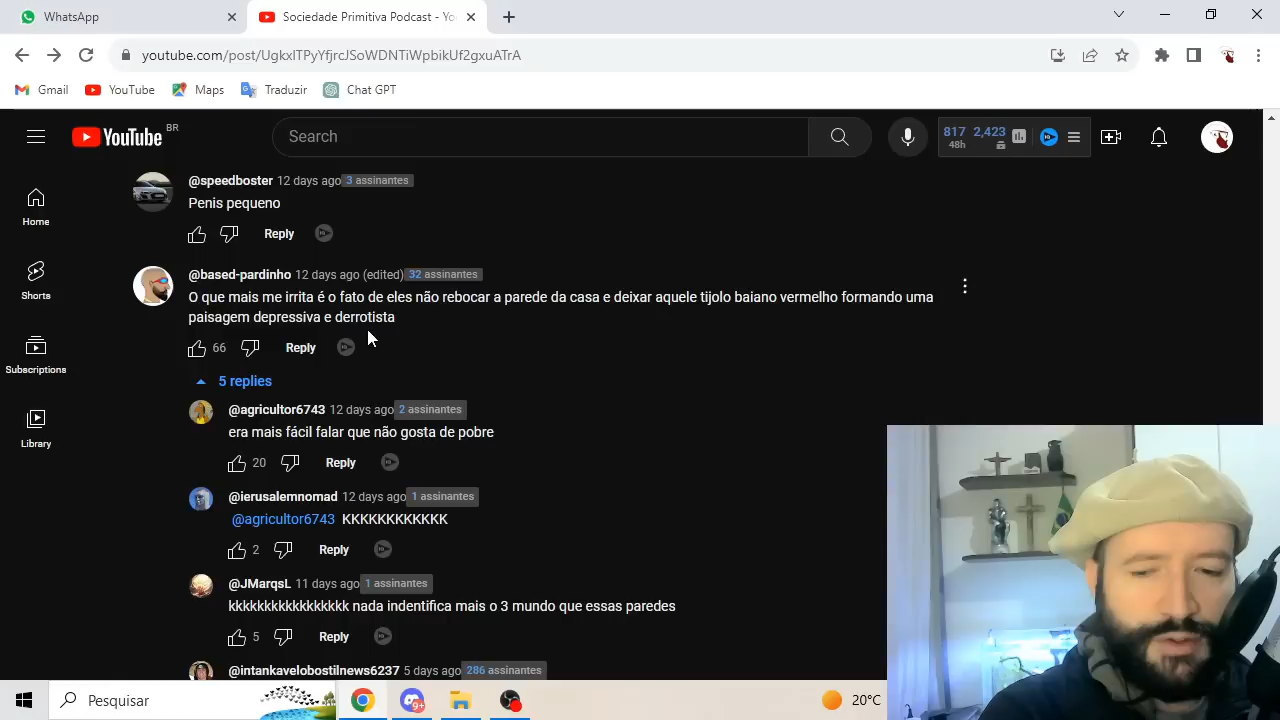 WhatsApp
Sociedade Primitiva Podcast - Yo
youtube.com/post/UgkxlTPyYfjrcJSoWDNTiWpbikUf2gxuATrA
Gmail YouTube Maps Traduzir Chat GPT
YouTube BR
Search
817 2,423
48h
Home
Shorts
Subscriptions
Library
@speedboster 12 days ago 3 assinantes
Penis pequeno
Reply
@based-pardinho 12 days ago (edited) 32 assinantes
O que mais me irrita é o fato de eles não rebocar a parede da casa e deixar aquele tijolo baiano vermelho formando uma
paisagem depressiva e derrotista
66 Reply
5 replies
@agricultor6743 12 days ago 2 assinantes
era mais fácil falar que não gosta de pobre
20 Reply
@ierusalemnomad 12 days ago 1 assinantes
@agricultor6743 KKKKKKKKKKKK
2 Reply
@JMarqsL 11 days ago 1 assinantes
kkkkkkkkkkkkkkkkk nada indentifica mais o 3 mundo que essas paredes
5 Reply
@intankavelobostilnews6237 5 days ago 286 assinantes
Pesquisar
9+
20°C